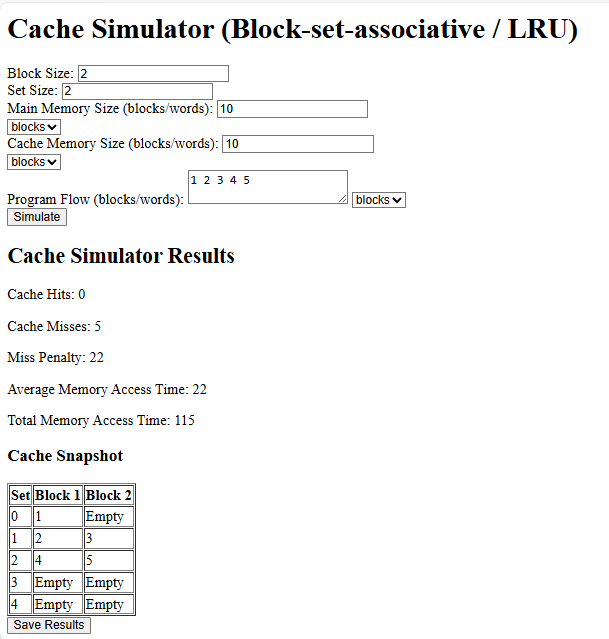 Cache Simulator (Block-set-associative / LRU)
Block Size: 2
Set Size: 2
Main Memory Size (blocks/words): 10
blocks
Cache Memory Size (blocks/words): 10
blocks
1 2 3 4 5
Program Flow (blocks/words): blocks
Simulate
Cache Simulator Results
Cache Hits: 0
Cache Misses: 5
Miss Penalty: 22
Average Memory Access Time: 22
Total Memory Access Time: 115
Cache Snapshot
Set Block 1 Block 2
0 1 Empty
1 2 3
2 4 5
3 Empty Empty
4 Empty Empty
Save Results